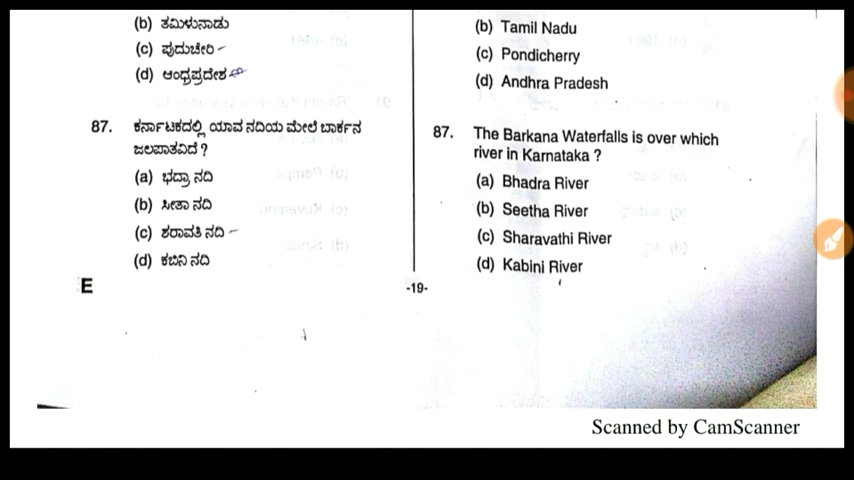 (b) ತಮಿಳುನಾಡು
(c) ಪುದುಚೇರಿ
(d) ಆಂಧ್ರಪ್ರದೇಶ
87. ಕರ್ನಾಟಕದಲ್ಲಿ ಯಾವ ನದಿಯ ಮೇಲೆ ಬಾರ್ಕನ
ಜಲಪಾತವಿದೆ ?
(a) ಭದ್ರಾ ನದಿ
(b) ಸೀತಾ ನದಿ
(c) ಶರಾವತಿ ನದಿ
(d) ಕಬಿನಿ ನದಿ
E
(b) Tamil Nadu
(c) Pondicherry
(d) Andhra Pradesh
87. The Barkana Waterfalls is over which
river in Karnataka ?
(a) Bhadra River
(b) Seetha River
(c) Sharavathi River
(d) Kabini River
-19-
Scanned by CamScanner